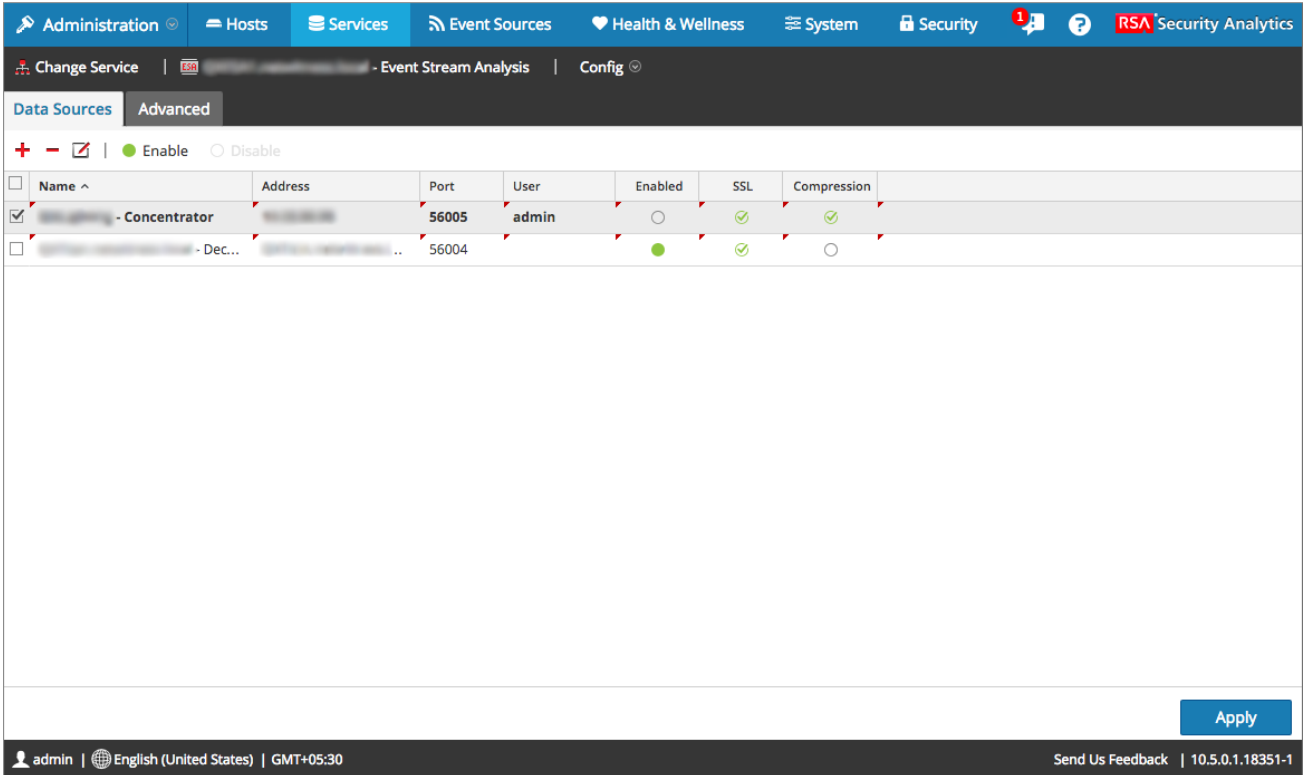 Administration Hosts Services Event Sources Health & Wellness System Security 1 ? RSA Security Analytics
Change Service | ESA - Event Stream Analysis | Config
Data Sources Advanced
Enable Disable
Name Address Port User Enabled SSL Compression
- Concentrator 56005 admin
- Dec... ... 56004
Apply
admin | English (United States) | GMT+05:30 Send Us Feedback | 10.5.0.1.18351-1